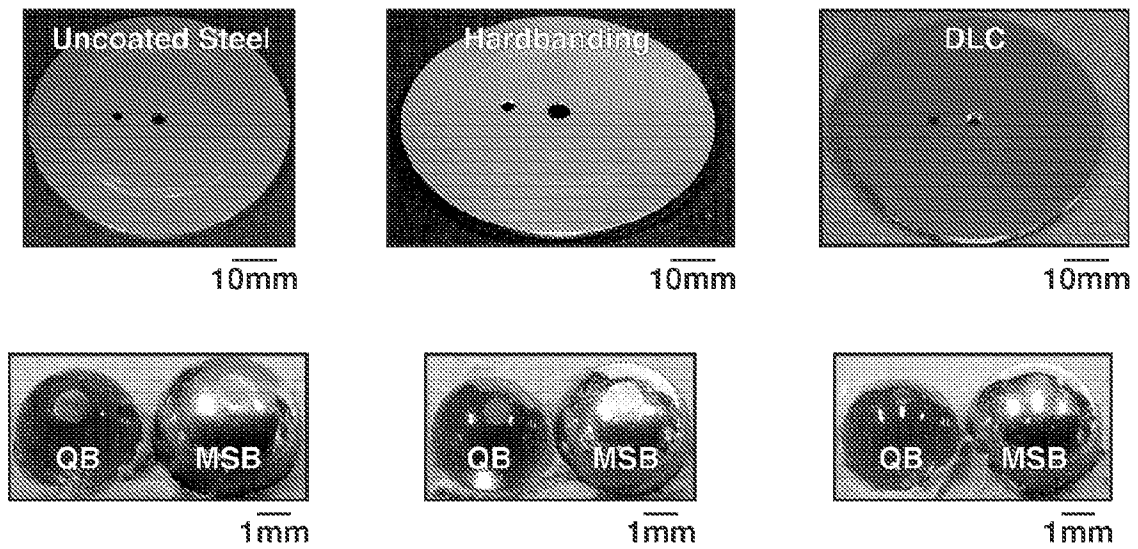 Uncoated Steel
Hardbanding
DLC
10mm
10mm
10mm
QB MSB
QB MSB
QB MSB
1mm
1mm
1mm